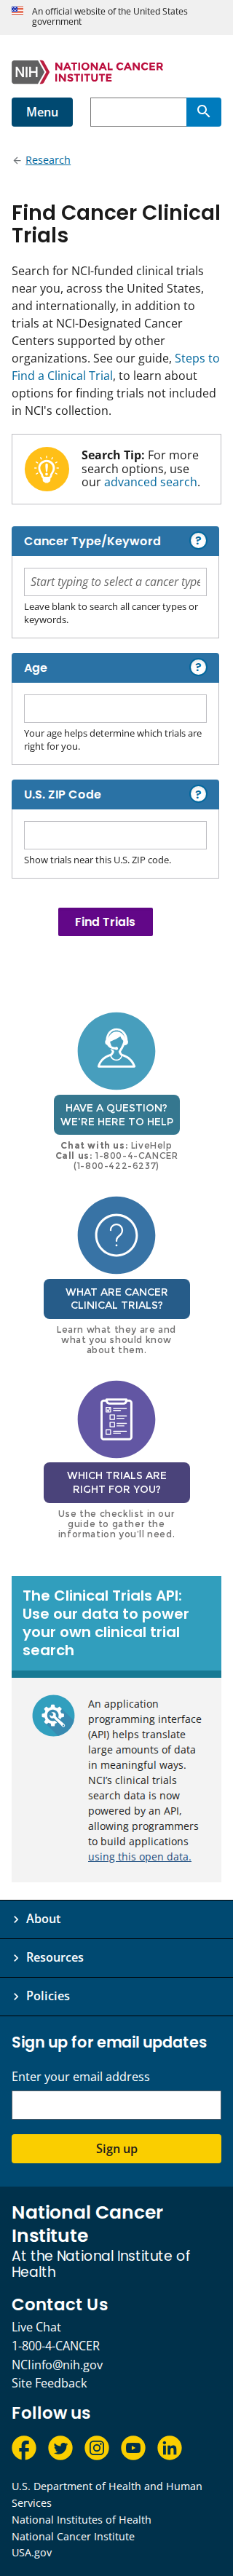 An official website of the United States
government
NIH NATIONAL CANCER
INSTITUTE
Menu
Research
Find Cancer Clinical
Trials
Search for NCI-funded clinical trials
near you, across the United States,
and internationally, in addition to
trials at NCI-Designated Cancer
Centers supported by other
organizations. See our guide, Steps to
Find a Clinical Trial, to learn about
options for finding trials not included
in NCI's collection.
Search Tip: For more
search options, use
our advanced search.
Cancer Type/Keyword ?
Start typing to select a cancer type
Leave blank to search all cancer types or
keywords.
Age ?
Your age helps determine which trials are
right for you.
U.S. ZIP Code ?
Show trials near this U.S. ZIP code.
Find Trials
HAVE A QUESTION?
WE'RE HERE TO HELP
Chat with us: LiveHelp
Call us: 1-800-4-CANCER
(1-800-422-6237)
?
WHAT ARE CANCER
CLINICAL TRIALS?
Learn what they are and
what you should know
about them.
WHICH TRIALS ARE
RIGHT FOR YOU?
Use the checklist in our
guide to gather the
information you'll need.
The Clinical Trials API:
Use our data to power
your own clinical trial
search
An application
programming interface
(API) helps translate
large amounts of data
in meaningful ways.
NCI's clinical trials
search data is now
powered by an API,
allowing programmers
to build applications
using this open data.
About
Resources
Policies
Sign up for email updates
Enter your email address
Sign up
National Cancer
Institute
At the National Institute of
Health
Contact Us
Live Chat
1-800-4-CANCER
NCIinfo@nih.gov
Site Feedback
Follow us
U.S. Department of Health and Human
Services
National Institutes of Health
National Cancer Institute
USA.gov